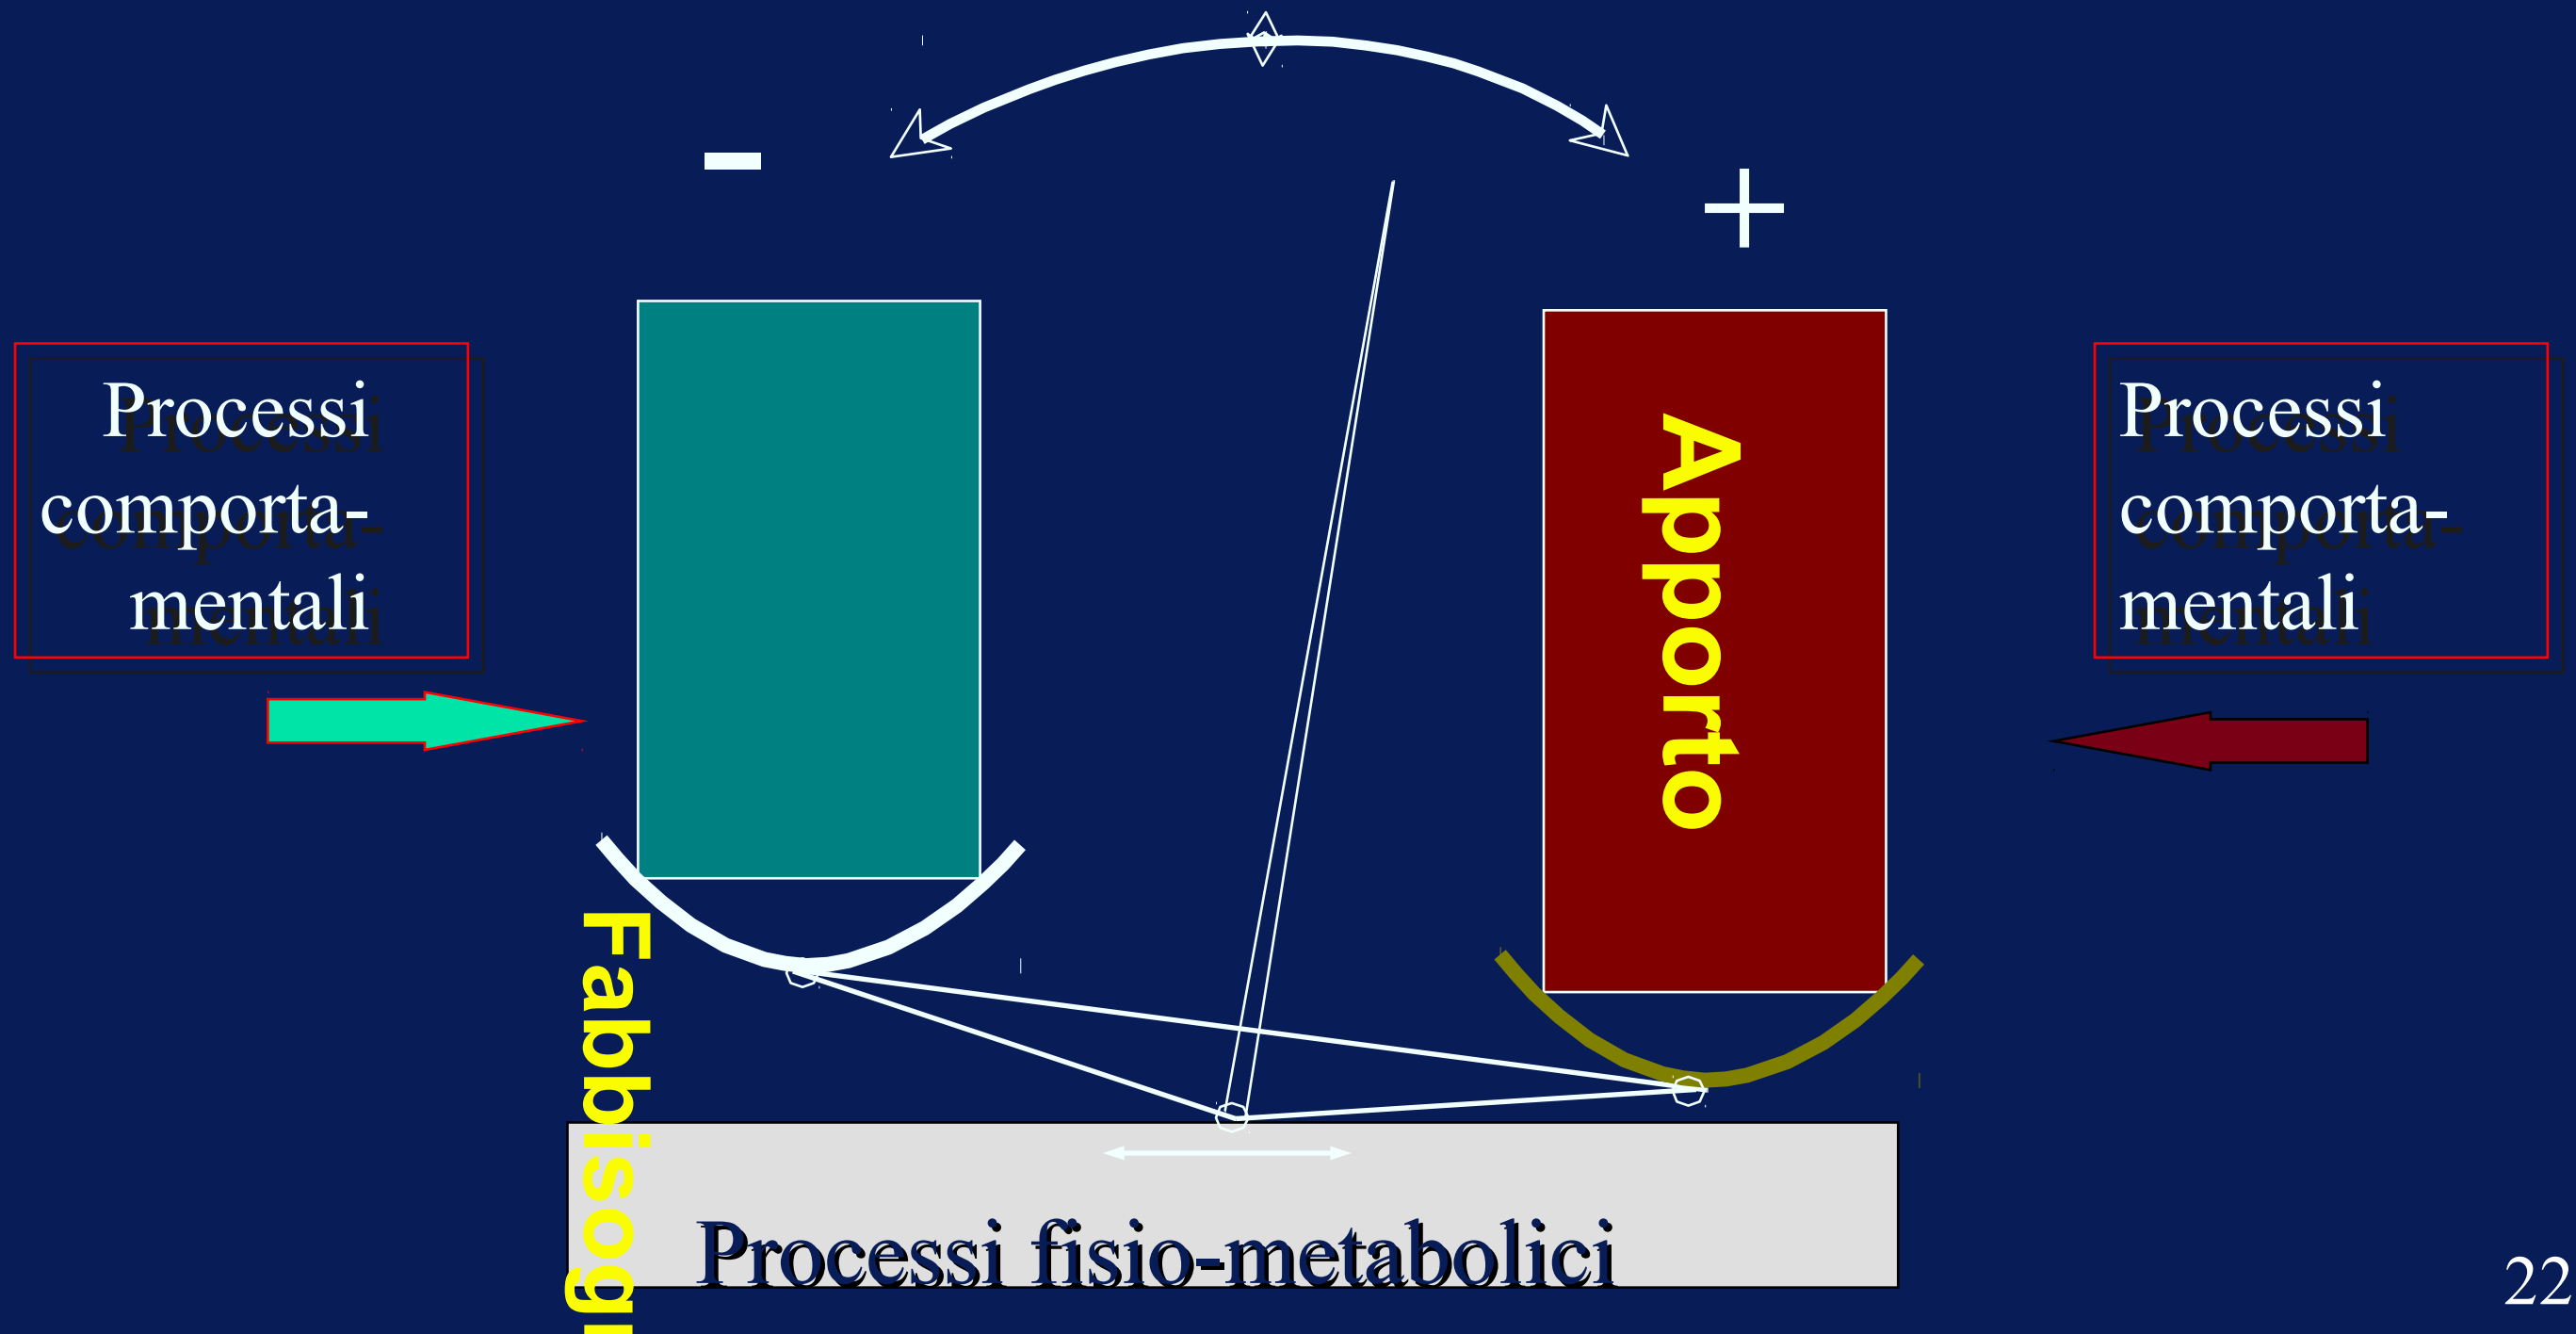 -
+
Processi
comporta-
mentali
Apporto
Processi
comporta-
mentali
Fabbisog
Processi fisio-metabolici
22